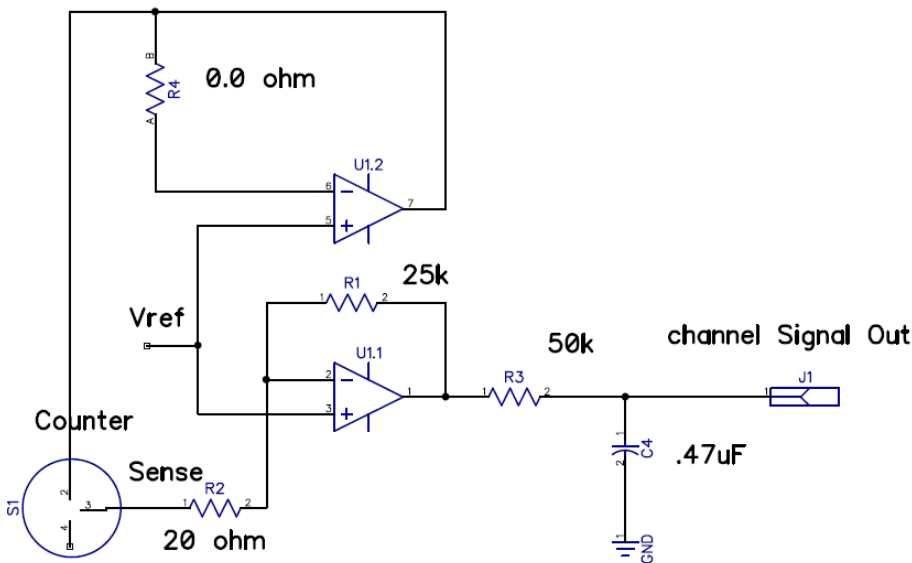 B
R4
A
0.0 ohm
U1.2
6
5
7
Vref
1
R1
2
25k
U1.1
2
3
1
1
R3
2
50k
channel Signal Out
1
J1
Counter
S1
2
3
4
Sense
1
R2
2
20 ohm
1
2
C4
.47uF
1
GND